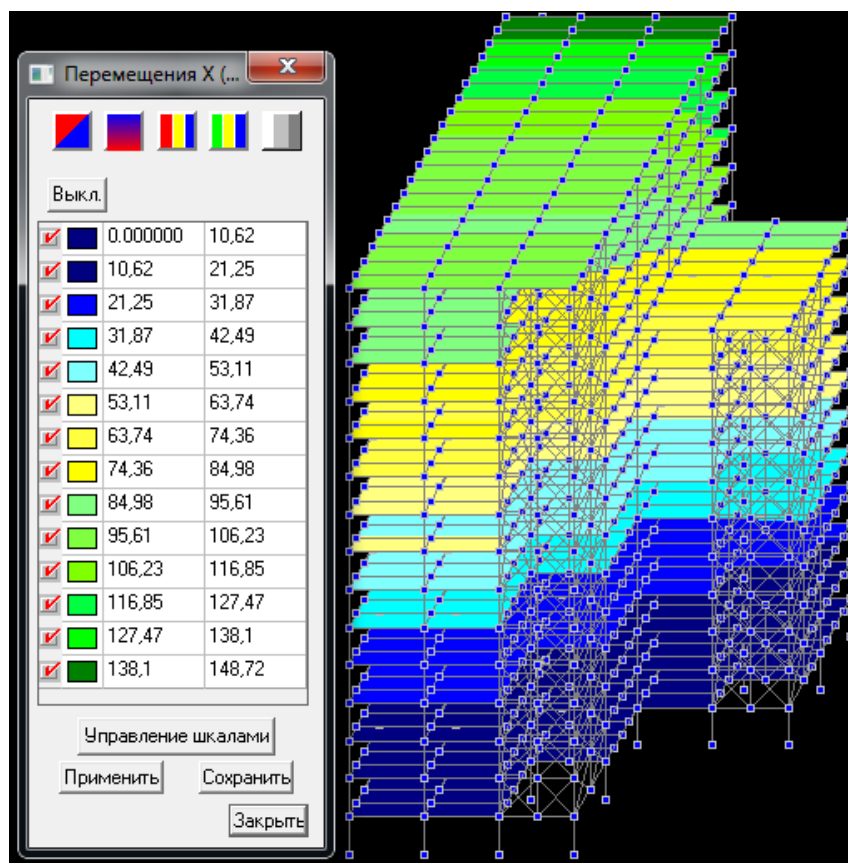 Перемещения X (...
Выкл.
0.000000 10,62
10,62 21,25
21,25 31,87
31,87 42,49
42,49 53,11
53,11 63,74
63,74 74,36
74,36 84,98
84,98 95,61
95,61 106,23
106,23 116,85
116,85 127,47
127,47 138,1
138,1 148,72
Управление шкалами
Применить Сохранить
Закрыть